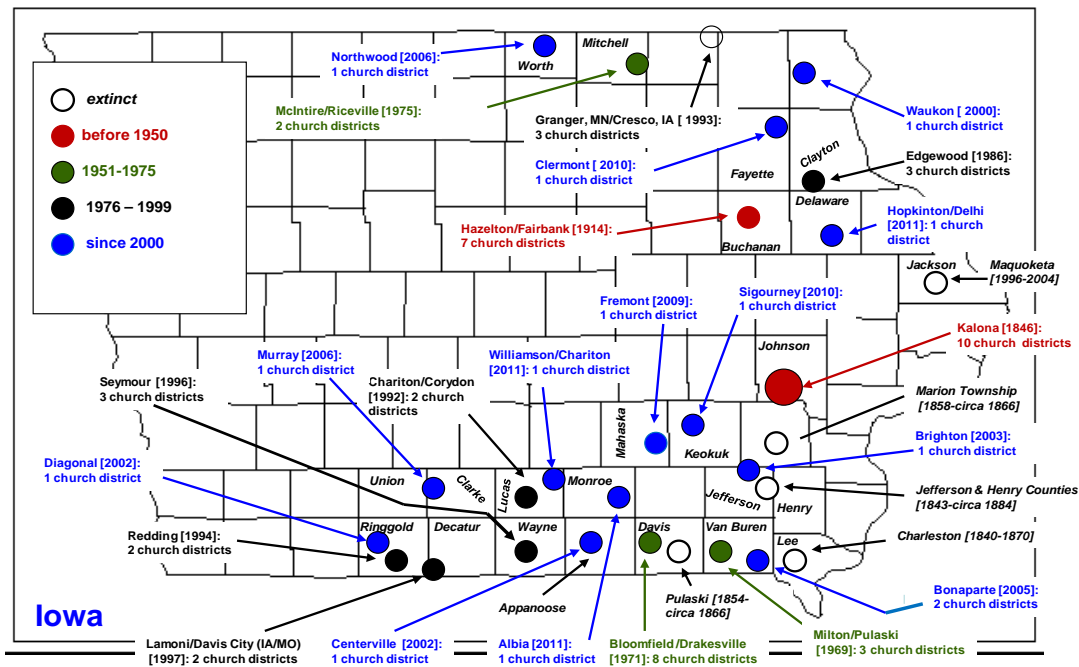 Northwood [2006]:
1 church district
Mitchell
Worth
extinct
before 1950
1951-1975
1976 – 1999
since 2000
McIntire/Riceville [1975]:
2 church districts
Granger, MN/Cresco, IA [ 1993]:
3 church districts
Waukon [ 2000]:
1 church district
Clermont [ 2010]:
1 church district
Clayton
Edgewood [1986]:
3 church districts
Fayette
Delaware
Hazelton/Fairbank [1914]:
7 church districts
Buchanan
Hopkinton/Delhi
[2011]: 1 church
district
Jackson
Maquoketa
[1996-2004]
Fremont [2009]:
1 church district
Sigourney [2010]:
1 church district
Kalona [1846]:
10 church districts
Johnson
Murray [2006]:
1 church district
Williamson/Chariton
[2011]: 1 church district
Seymour [1996]:
3 church districts
Chariton/Corydon
[1992]: 2 church
districts
Marion Township
[1858-circa 1866]
Mahaska
Keokuk
Brighton [2003]:
1 church district
Diagonal [2002]:
1 church district
Union
Clarke
Lucas
Monroe
Jefferson
Henry
Jefferson & Henry Counties
[1843-circa 1884]
Redding [1994]:
2 church districts
Ringgold
Decatur
Wayne
Davis
Van Buren
Lee
Charleston [1840-1870]
Appanoose
Pulaski [1854-
circa 1866]
Bonaparte [2005]:
2 church districts
Iowa
Lamoni/Davis City (IA/MO)
[1997]: 2 church districts
Centerville [2002]:
1 church district
Albia [2011]:
1 church district
Bloomfield/Drakesville
[1971]: 8 church districts
Milton/Pulaski
[1969]: 3 church districts